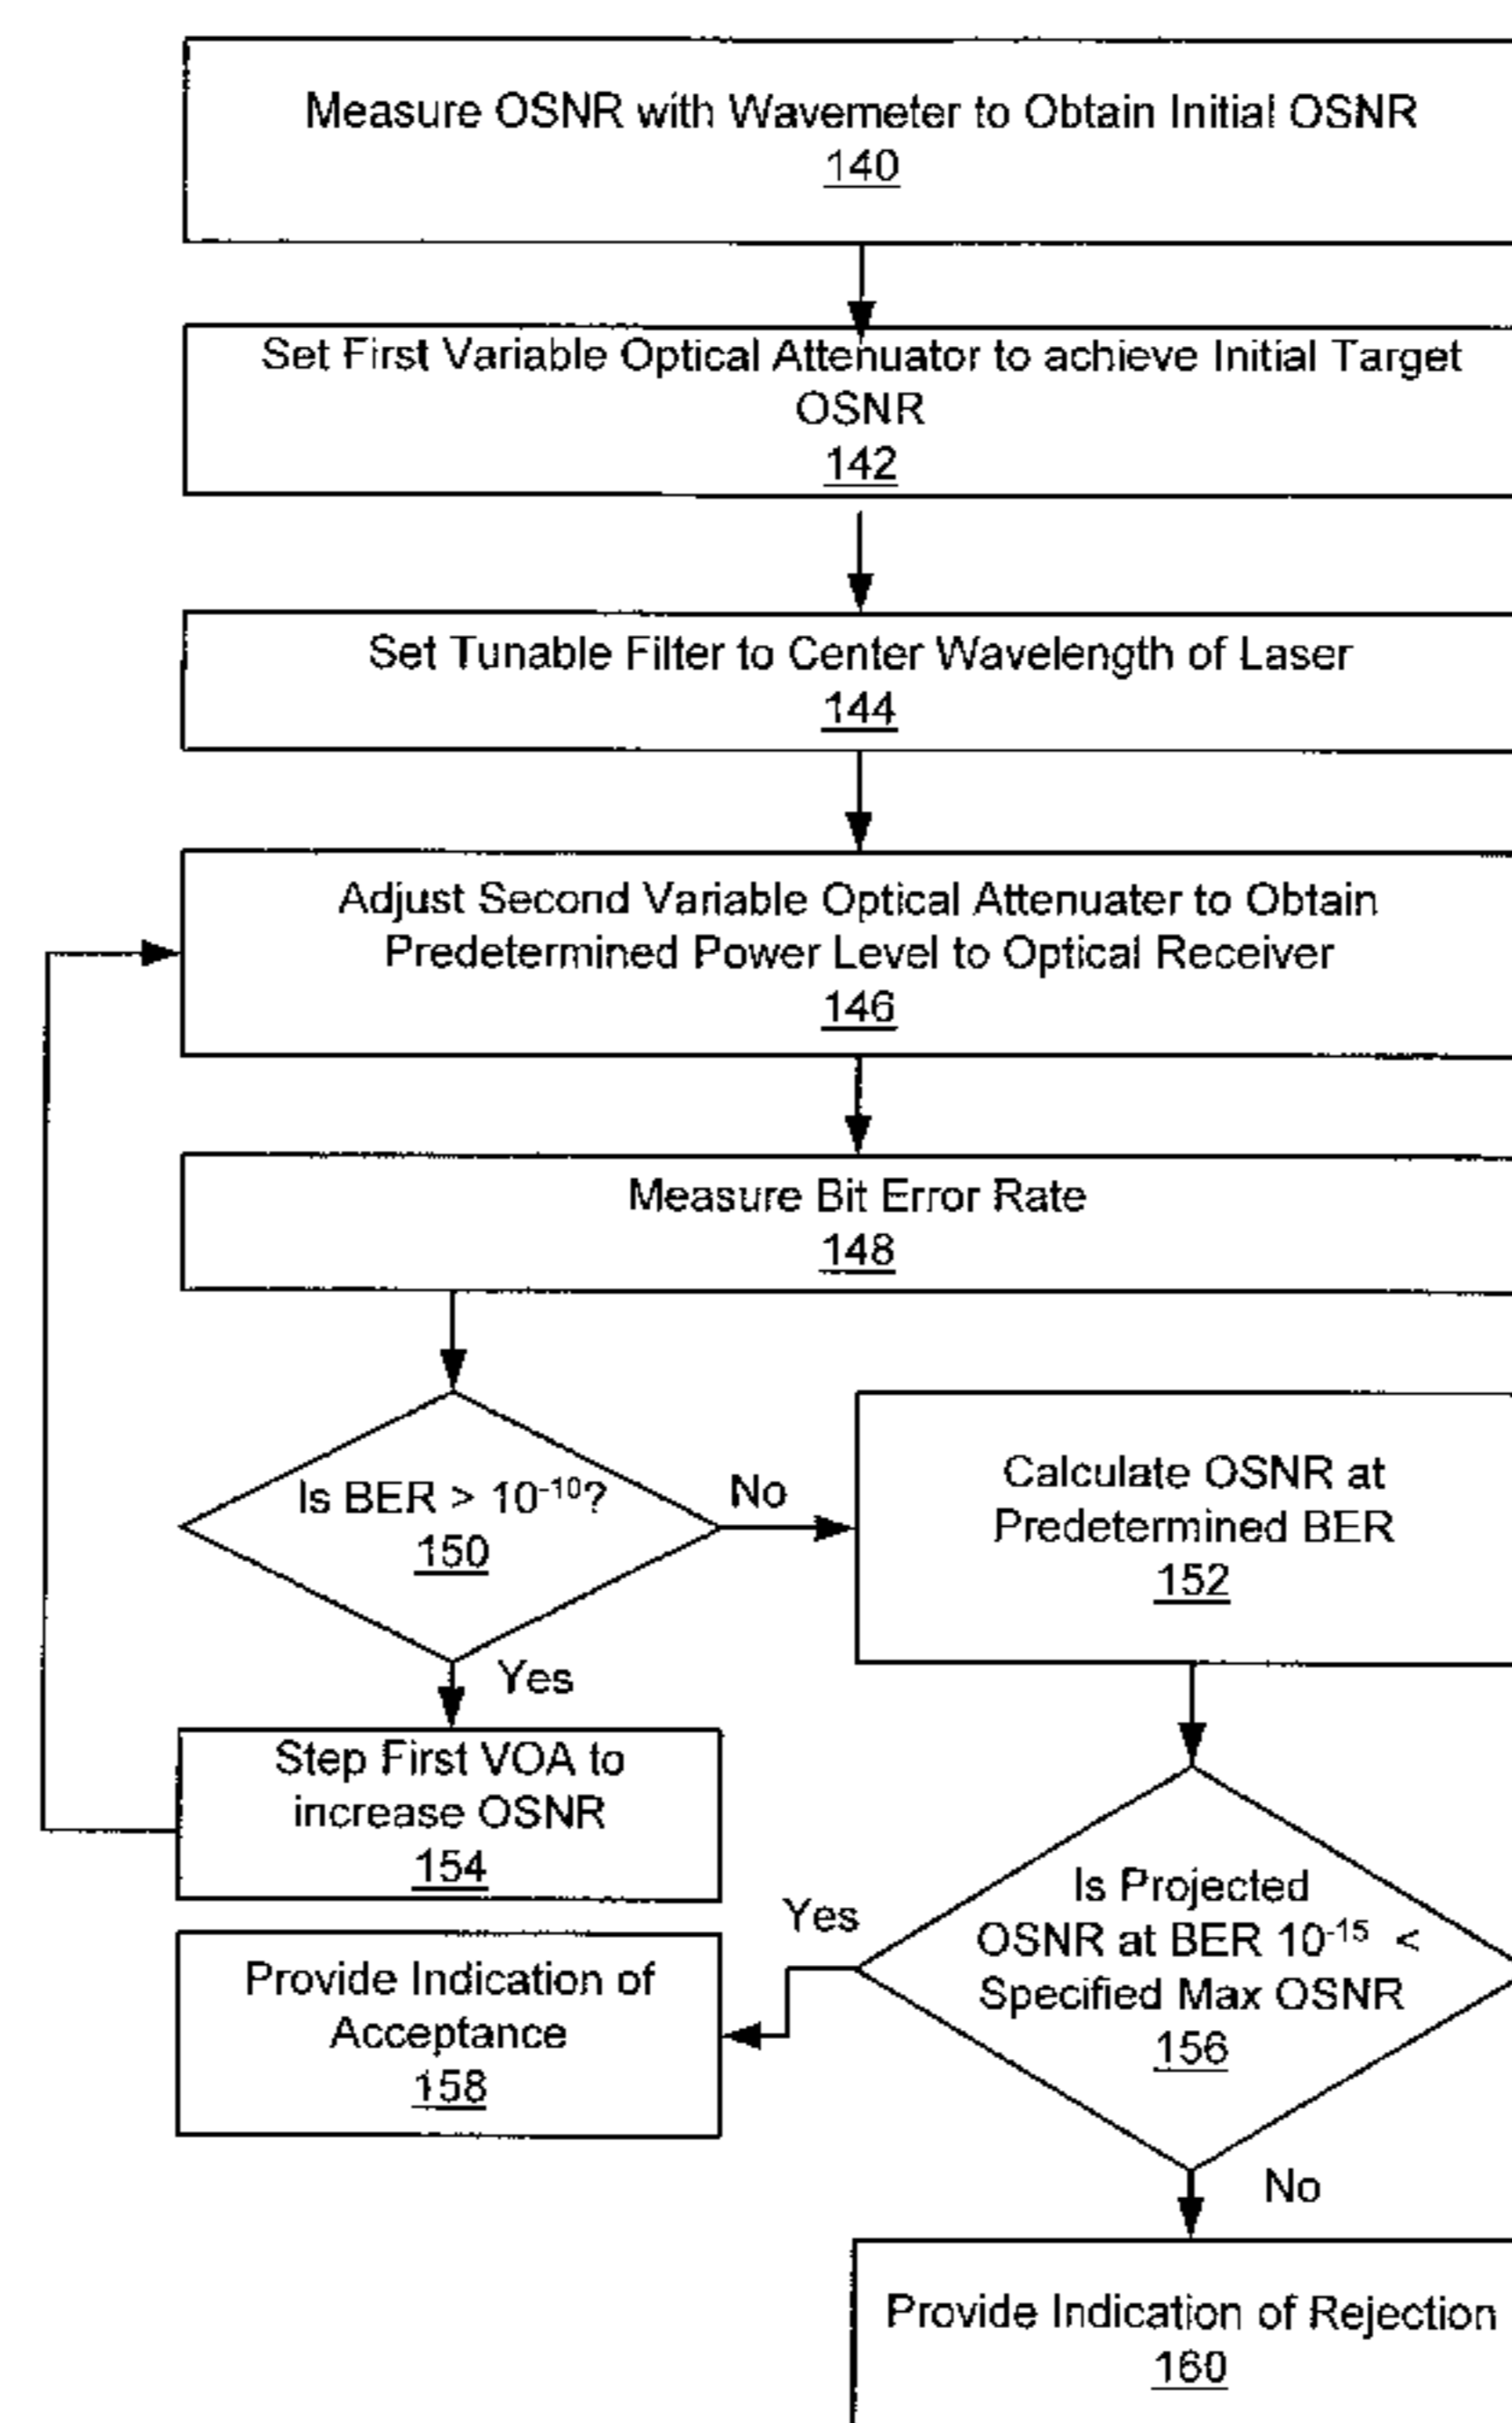 Measure OSNR with Wavemeter to Obtain Initial OSNR
140
Set First Variable Optical Attenuator to achieve Initial Target
OSNR
142
Set Tunable Filter to Center Wavelength of Laser
144
Adjust Second Variable Optical Attenuater to Obtain
Predetermined Power Level to Optical Receiver
146
Measure Bit Error Rate
148
Is BER > 10⁻¹⁰?
150
No
Calculate OSNR at
Predetermined BER
152
Yes
Step First VOA to
increase OSNR
154
Is Projected
OSNR at BER 10⁻¹⁵ <
Specified Max OSNR
156
Yes
Provide Indication of
Acceptance
158
No
Provide Indication of Rejection
160